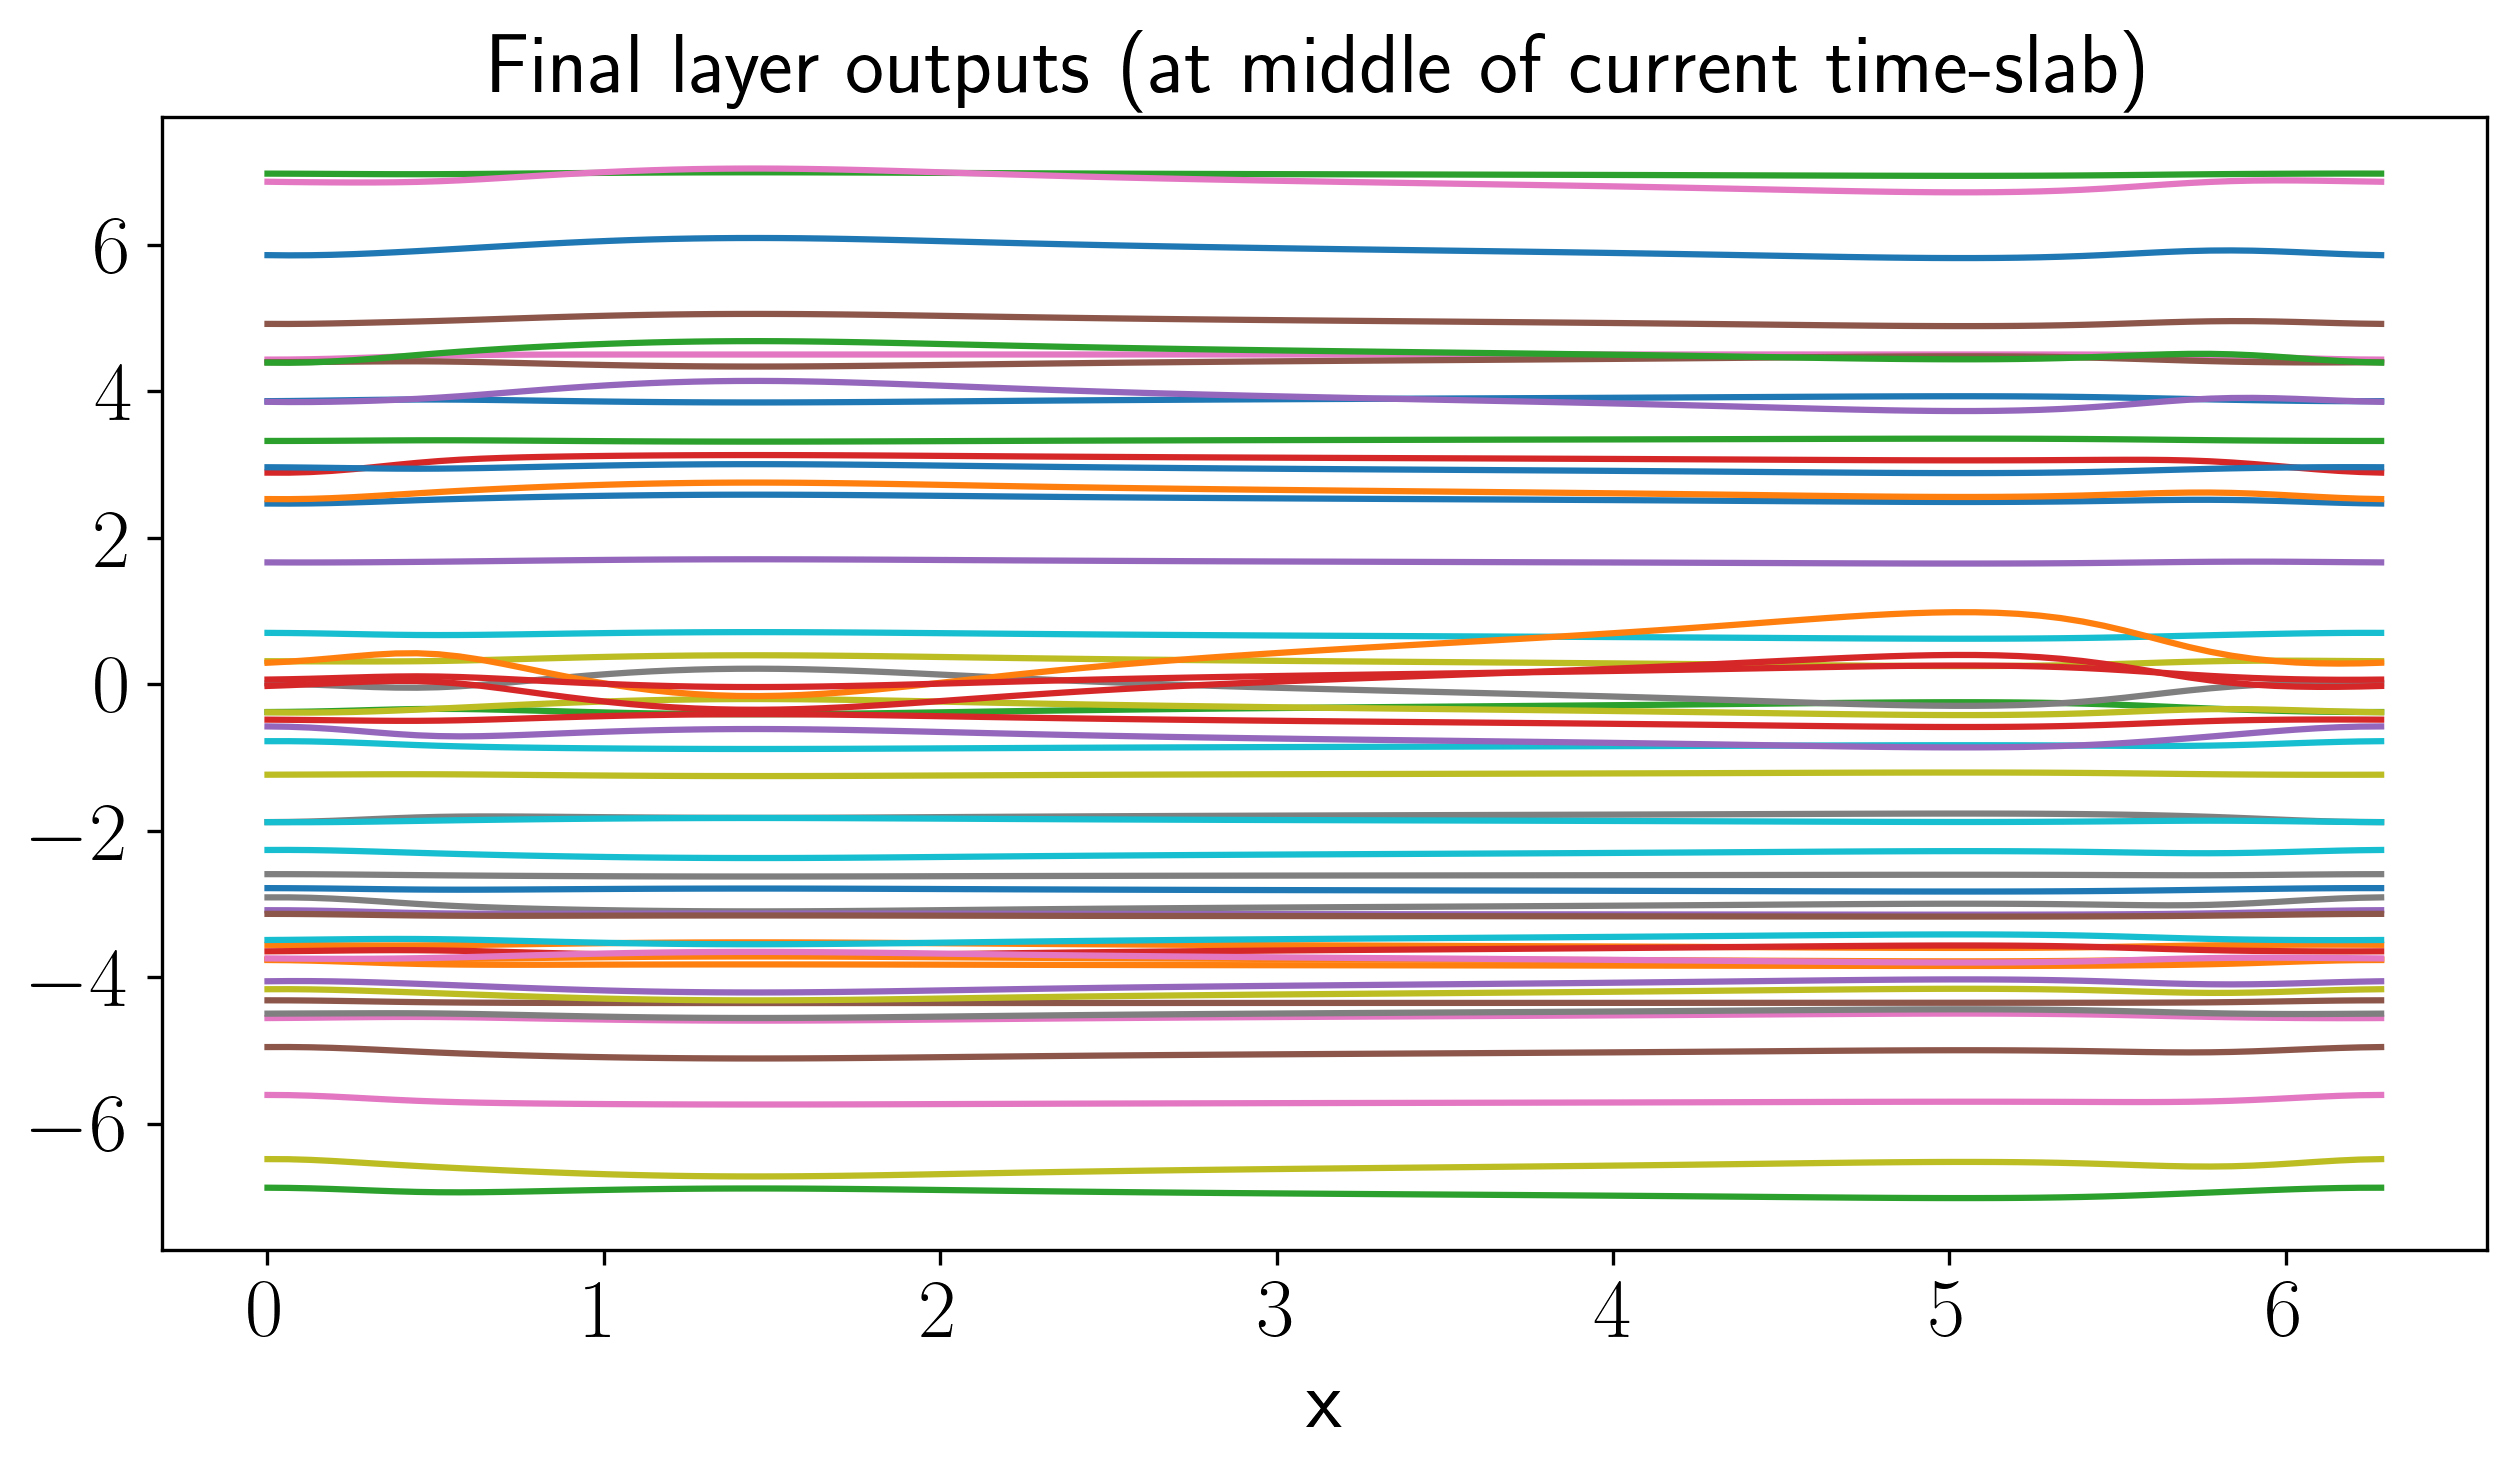 Final layer outputs (at middle of current time-slab)
6
4
2
0
−2
−4
−6
0 1 2 3 4 5 6
x